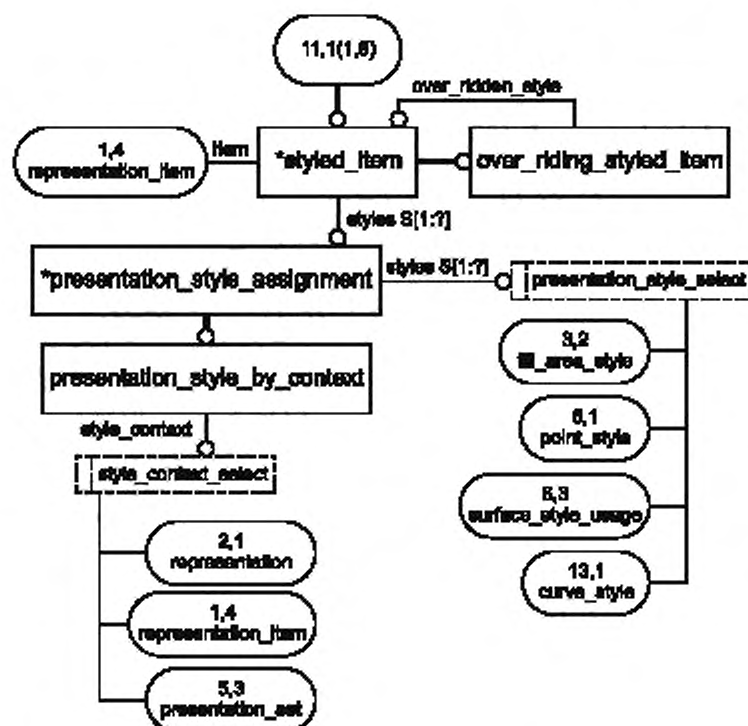 11,1(1,6)
over_ridden_style
1,4
representation_item
item
*styled_item
over_riding_styled_item
styles S[1:?]
*presentation_style_assignment
styles S[1:?]
presentation_style_select
3,2
fill_area_style
presentation_style_by_context
6,1
point_style
style_context
style_context_select
6,3
surface_style_usage
2,1
representation
13,1
curve_style
1,4
representation_item
5,3
presentation_set